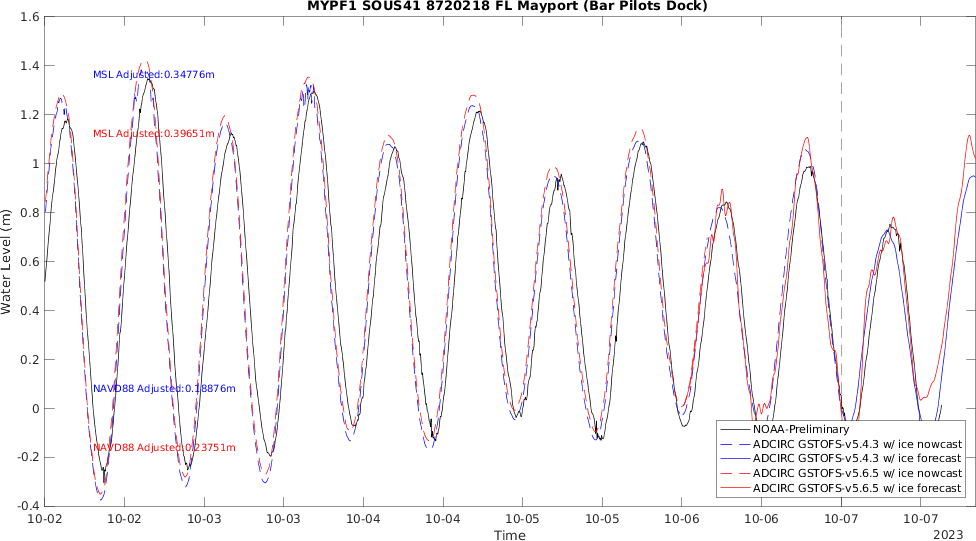 MYPF1 SOUS41 8720218 FL Mayport (Bar Pilots Dock)
1.6
1.4
1.2
1
0.8
0.6
0.4
0.2
0
-0.2
-0.4
Water Level (m)
MSL Adjusted:0.34776m
MSL Adjusted:0.39651m
NAVD88 Adjusted:0.18876m
NAVD88 Adjusted:0.23751m
NOAA-Preliminary
ADCIRC GSTOFS-v5.4.3 w/ ice nowcast
ADCIRC GSTOFS-v5.4.3 w/ ice forecast
ADCIRC GSTOFS-v5.6.5 w/ ice nowcast
ADCIRC GSTOFS-v5.6.5 w/ ice forecast
10-02 10-02 10-03 10-03 10-04 10-04 10-05 10-05 10-06 10-06 10-07 10-07
Time
2023